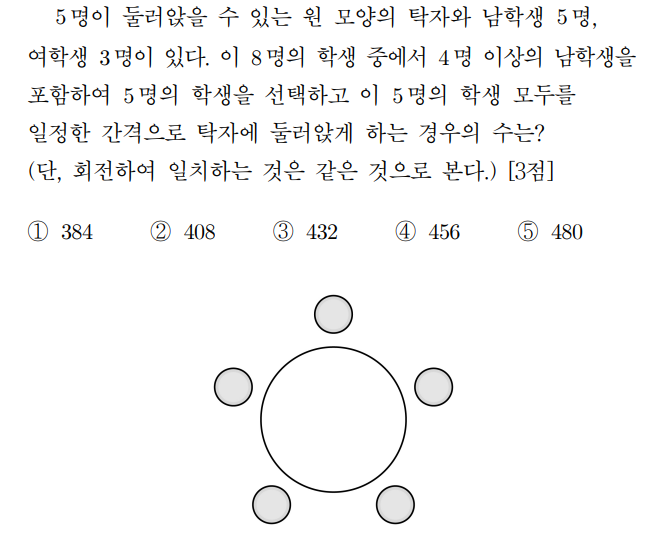 5명이 둘러앉을 수 있는 원 모양의 탁자와 남학생 5명,
여학생 3명이 있다. 이 8명의 학생 중에서 4명 이상의 남학생을
포함하여 5명의 학생을 선택하고 이 5명의 학생 모두를
일정한 간격으로 탁자에 둘러앉게 하는 경우의 수는?
(단, 회전하여 일치하는 것은 같은 것으로 본다.) [3점]
① 384 ② 408 ③ 432 ④ 456 ⑤ 480